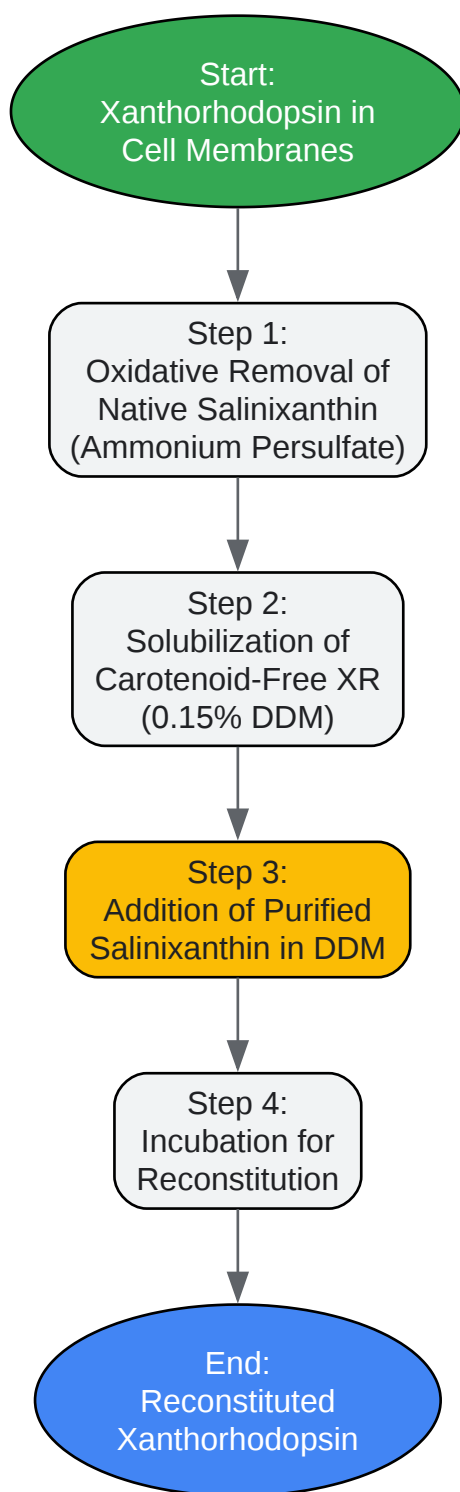 Start:
Xanthorhodopsin in
Cell Membranes
Step 1:
Oxidative Removal of
Native Salinixanthin
(Ammonium Persulfate)
Step 2:
Solubilization of
Carotenoid-Free XR
(0.15% DDM)
Step 3:
Addition of Purified
Salinixanthin in DDM
Step 4:
Incubation for
Reconstitution
End:
Reconstituted
Xanthorhodopsin